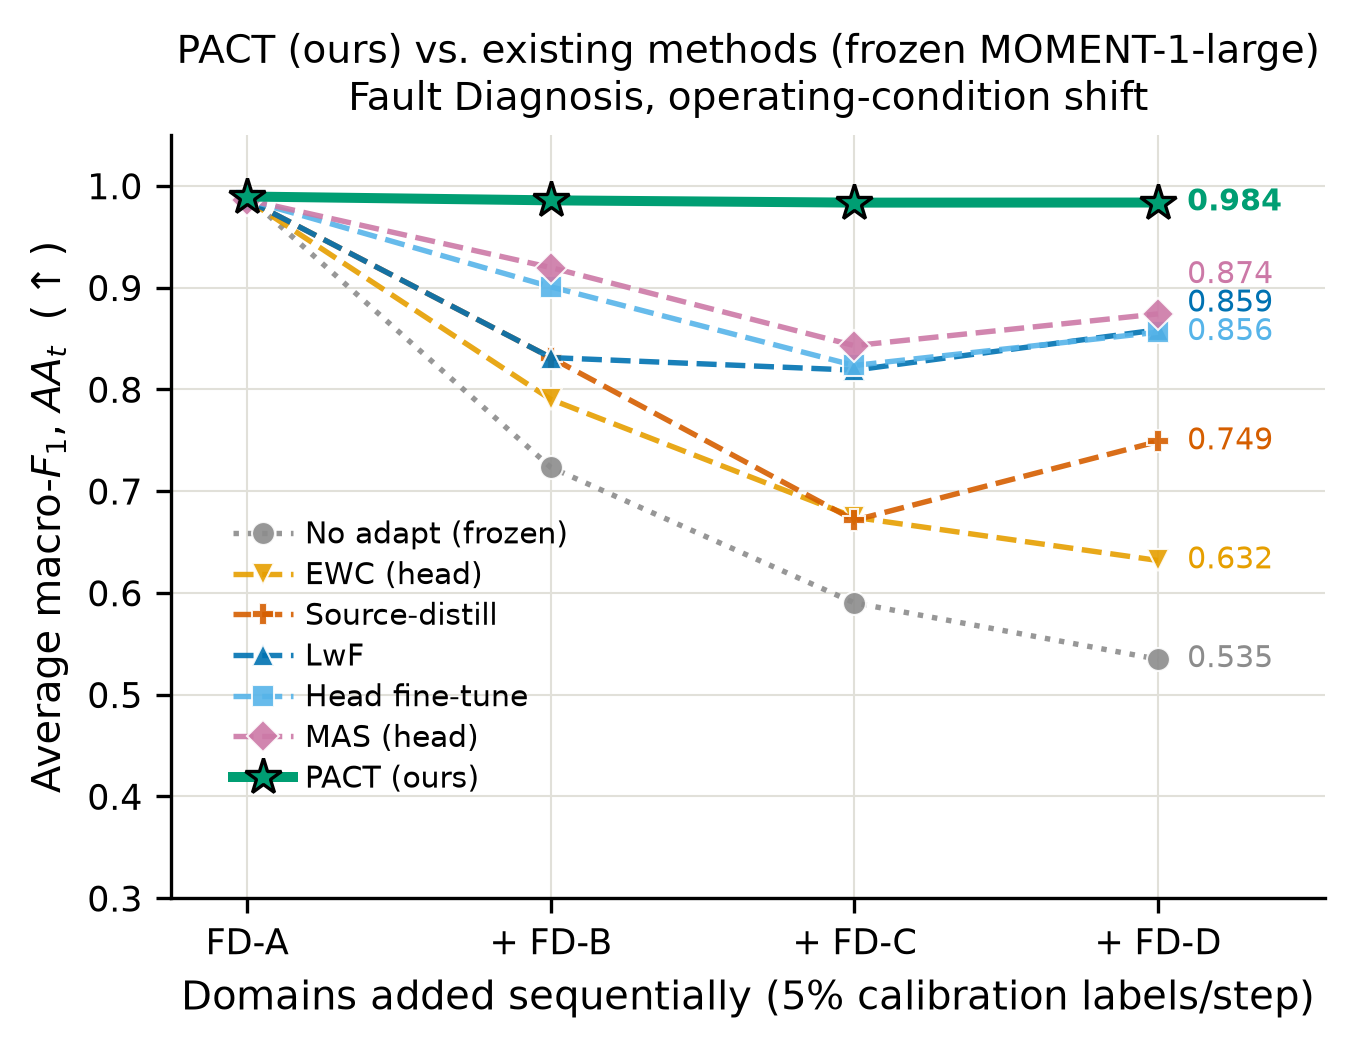 PACT (ours) vs. existing methods (frozen MOMENT-1-large)
Fault Diagnosis, operating-condition shift
Average macro-F₁, AAₜ (↑)
1.0
0.9
0.8
0.7
0.6
0.5
0.4
0.3
0.984
0.874
0.859
0.856
0.749
0.632
0.535
No adapt (frozen)
EWC (head)
Source-distill
LwF
Head fine-tune
MAS (head)
PACT (ours)
FD-A
+ FD-B
+ FD-C
+ FD-D
Domains added sequentially (5% calibration labels/step)